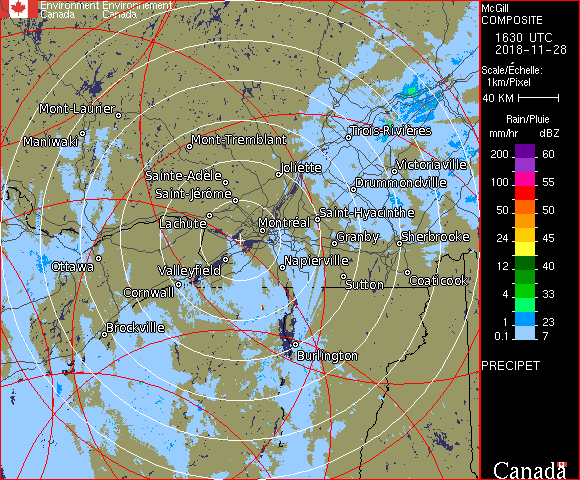 Environment Environnement
Canada Canada
McGill
COMPOSITE
1630 UTC
2018-11-28
Scale/Échelle:
1km/Pixel
40 KM
Rain/Pluie
mm/hr dBZ
200 60
55
100 55
50 50
24 45
12 40
4 33
1 23
0.1 7
PRECIPET
Canada
Mont-Laurier
Maniwaki
Mont-Tremblant
Trois-Rivières
Sainte-Adèle
Joliette
Victoriaville
Saint-Jérôme
Drummondville
Lachute
Saint-Hyacinthe
Montréal
Granby
Sherbrooke
Ottawa
Valleyfield
Napierville
Cornwall
Sutton
Coaticook
Brockville
Burlington